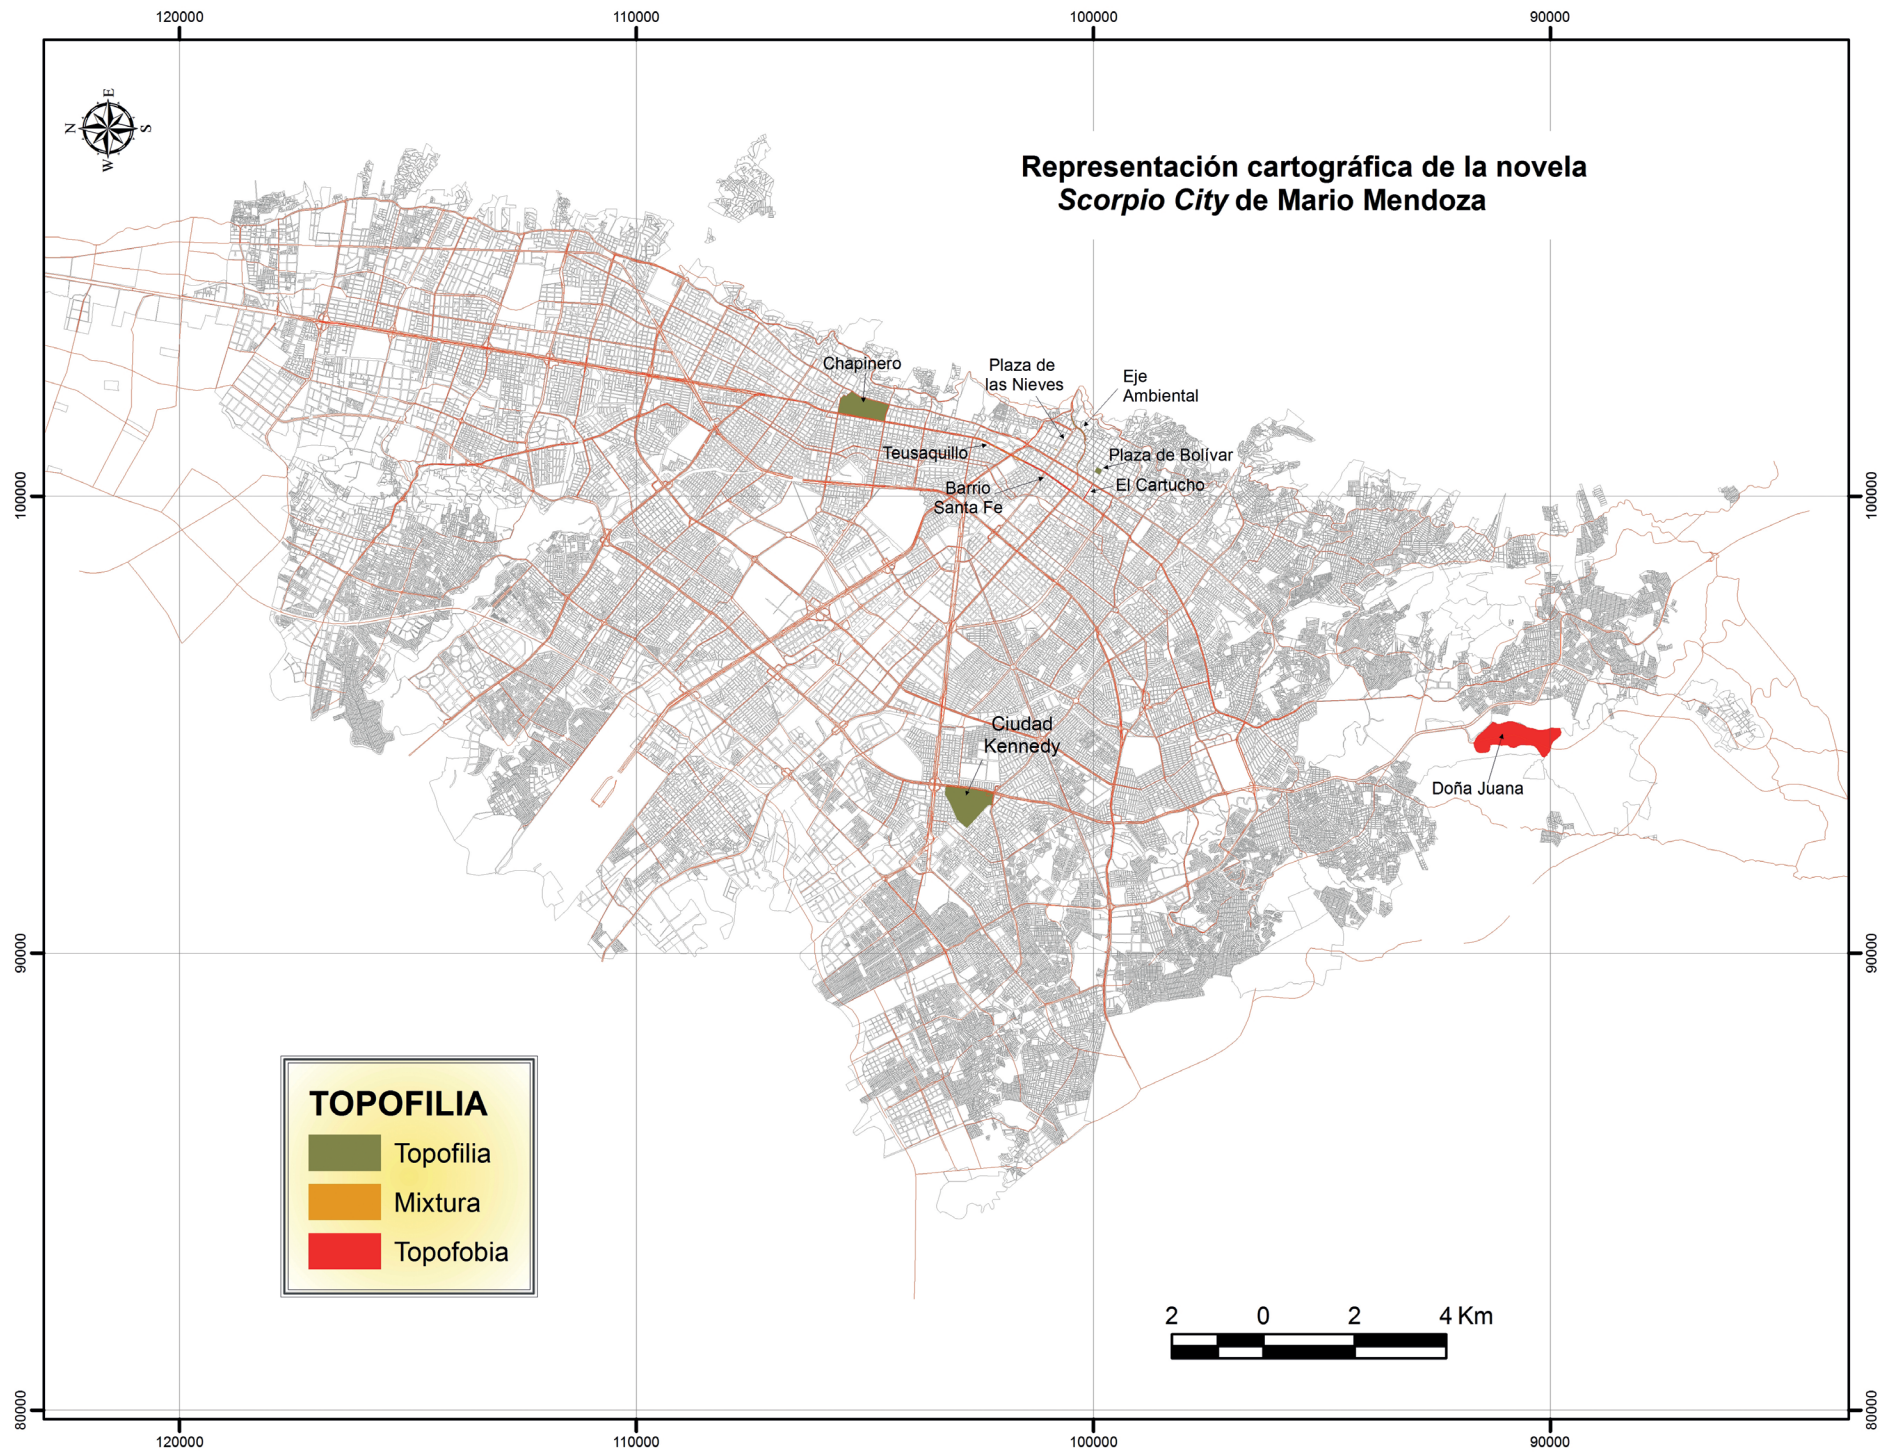 120000
110000
100000
90000
E
N
S
W
Representación cartográfica de la novela
Scorpio City de Mario Mendoza
Chapinero
Plaza de
las Nieves
Eje
Ambiental
Teusaquillo
Plaza de Bolívar
Barrio
Santa Fe
El Cartucho
100000
100000
Ciudad
Kennedy
Doña Juana
90000
90000
TOPOFILIA
Topofilia
Mixtura
Topofobia
2 0 2 4 Km
80000
80000
120000
110000
100000
90000